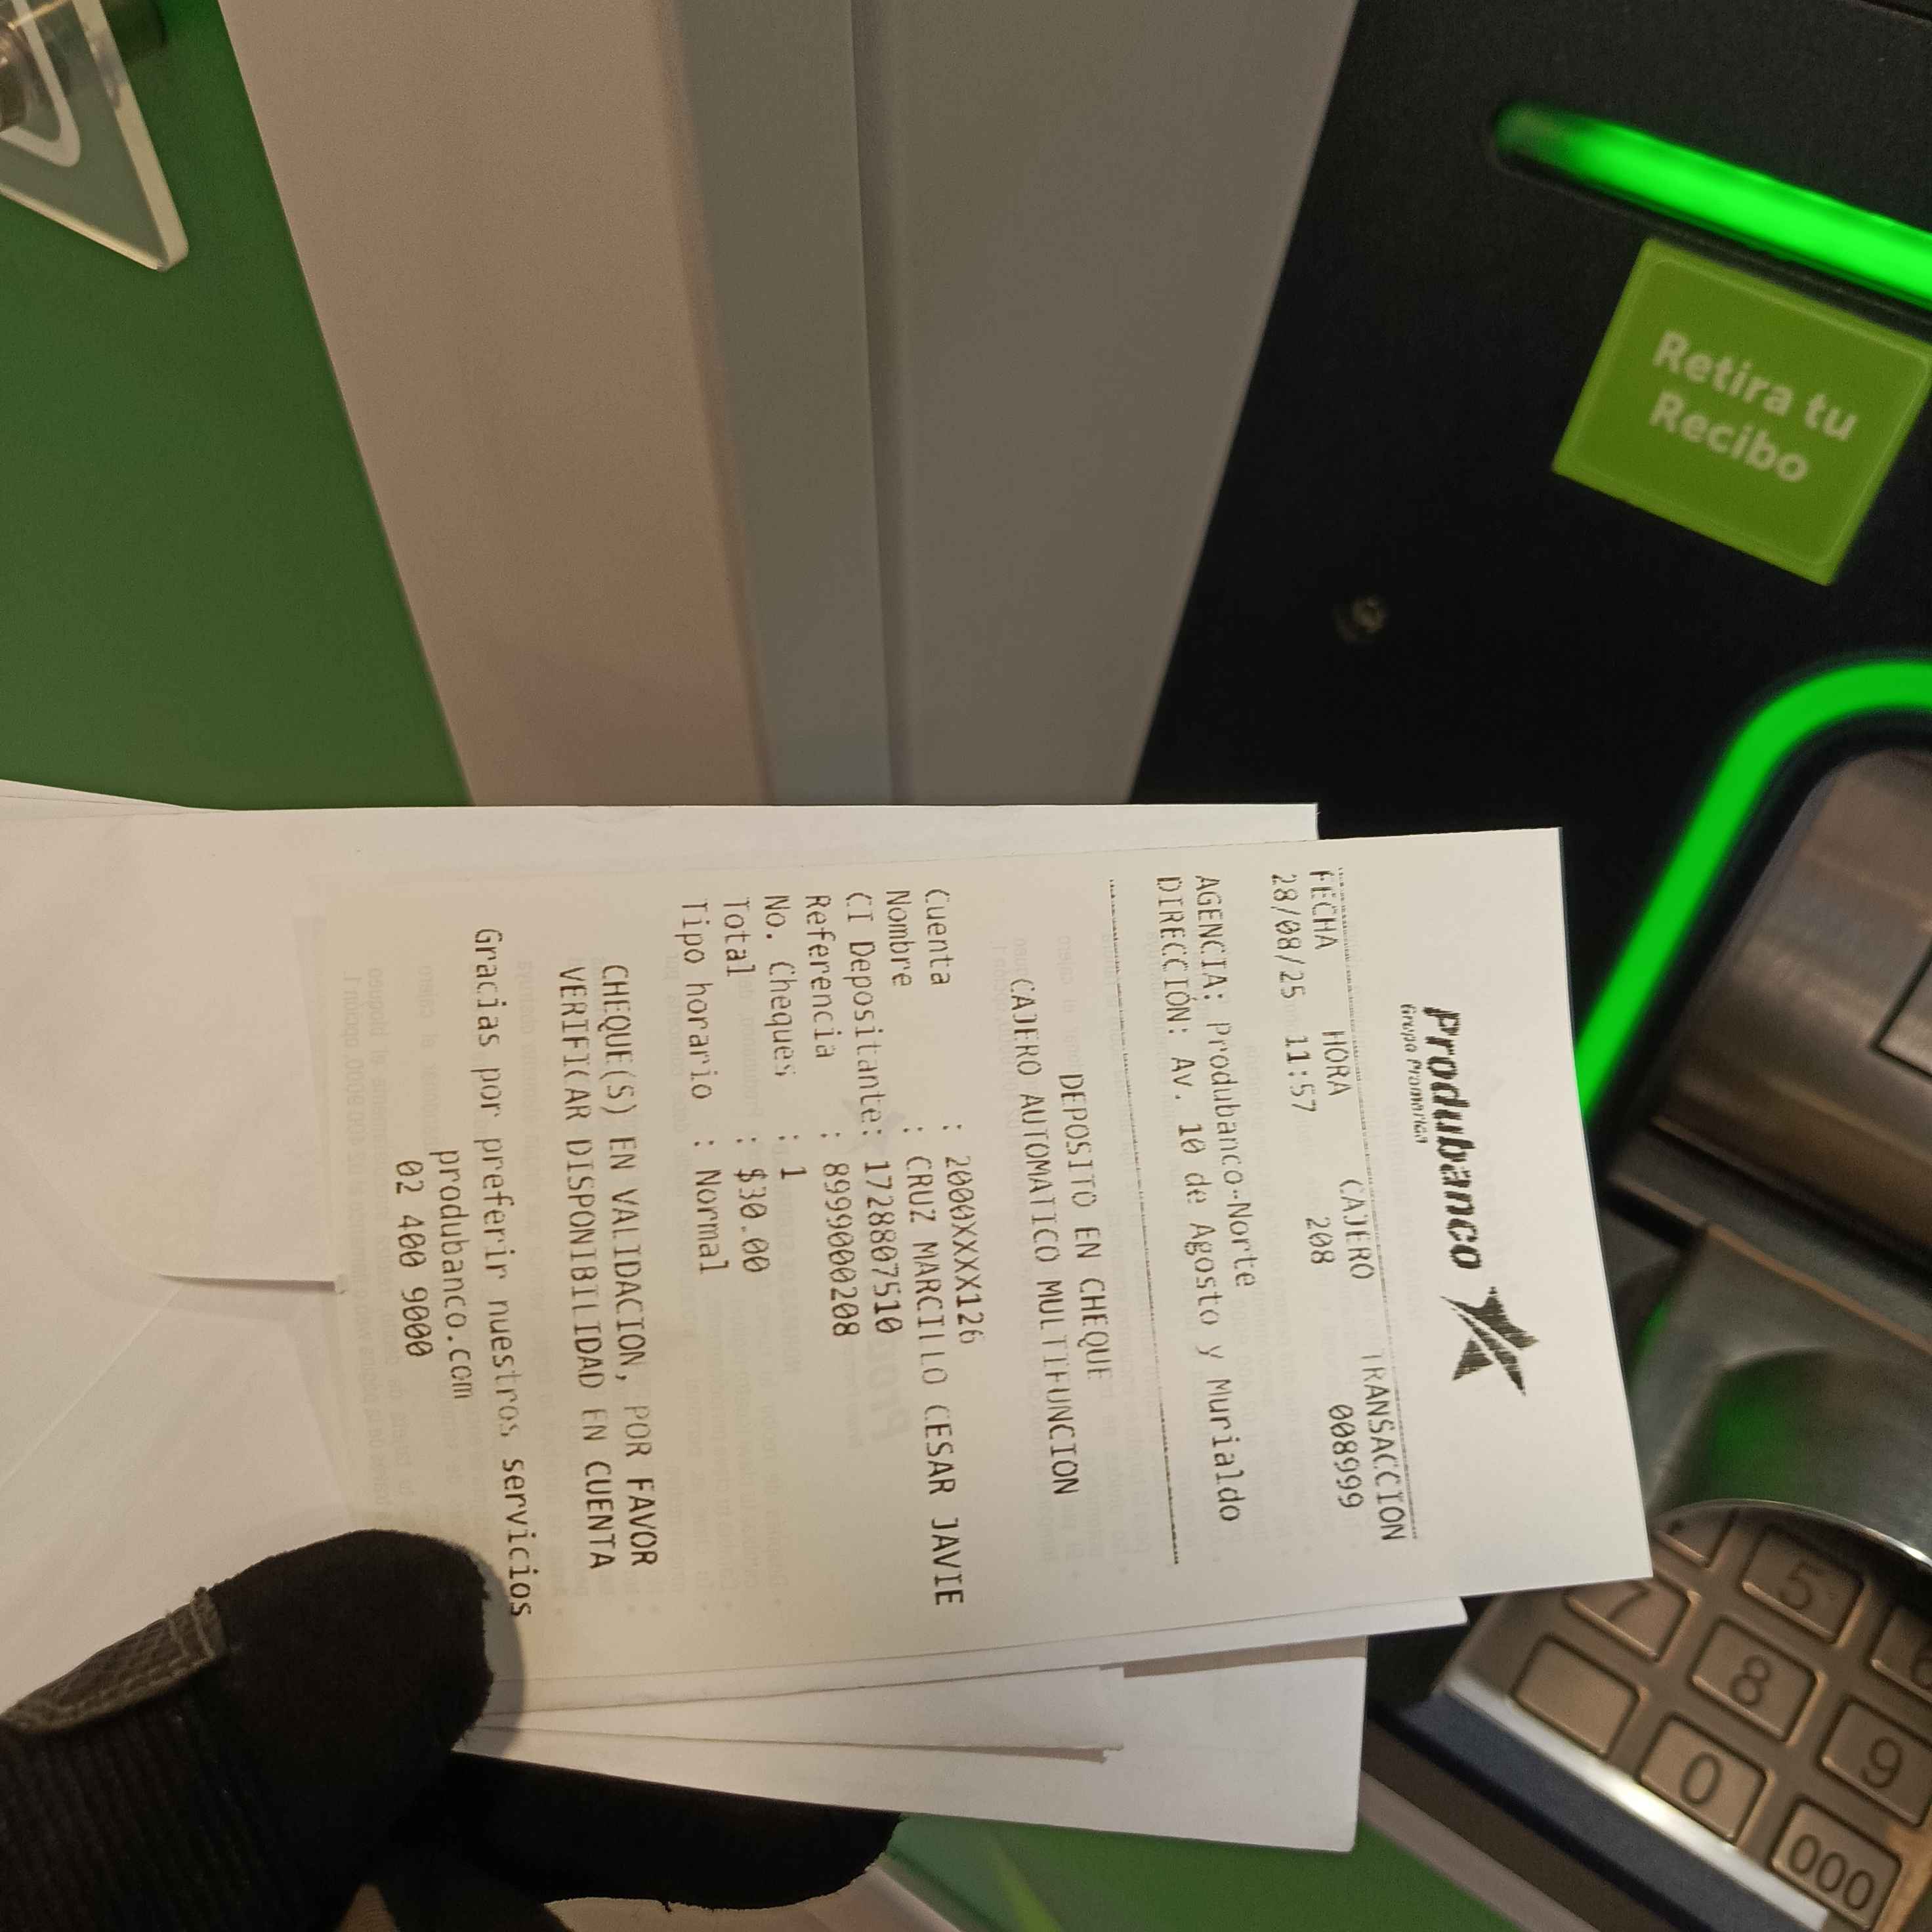 Produbanco
Grupo Promerica
FECHA HORA CAJERO TRANSACCION
28/08/25 11:57 208 008999
AGENCIA: Produbanco-Norte
DIRECCIÓN: Av. 10 de Agosto y Murialdo
DEPOSITO EN CHEQUE
CAJERO AUTOMATICO MULTIFUNCION
Cuenta : 2000XXXX126
Nombre : CRUZ MARCILLO CESAR JAVIE
CI Depositante: 1728807510
Referencia : 899900208
No. Cheques : 1
Total : $30.00
Tipo horario : Normal
CHEQUE(S) EN VALIDACION, POR FAVOR
VERIFICAR DISPONIBILIDAD EN CUENTA
Gracias por preferir nuestros servicios
produbanco.com
02 400 9000
Retira tu
Recibo
5
7
8
9
0
000